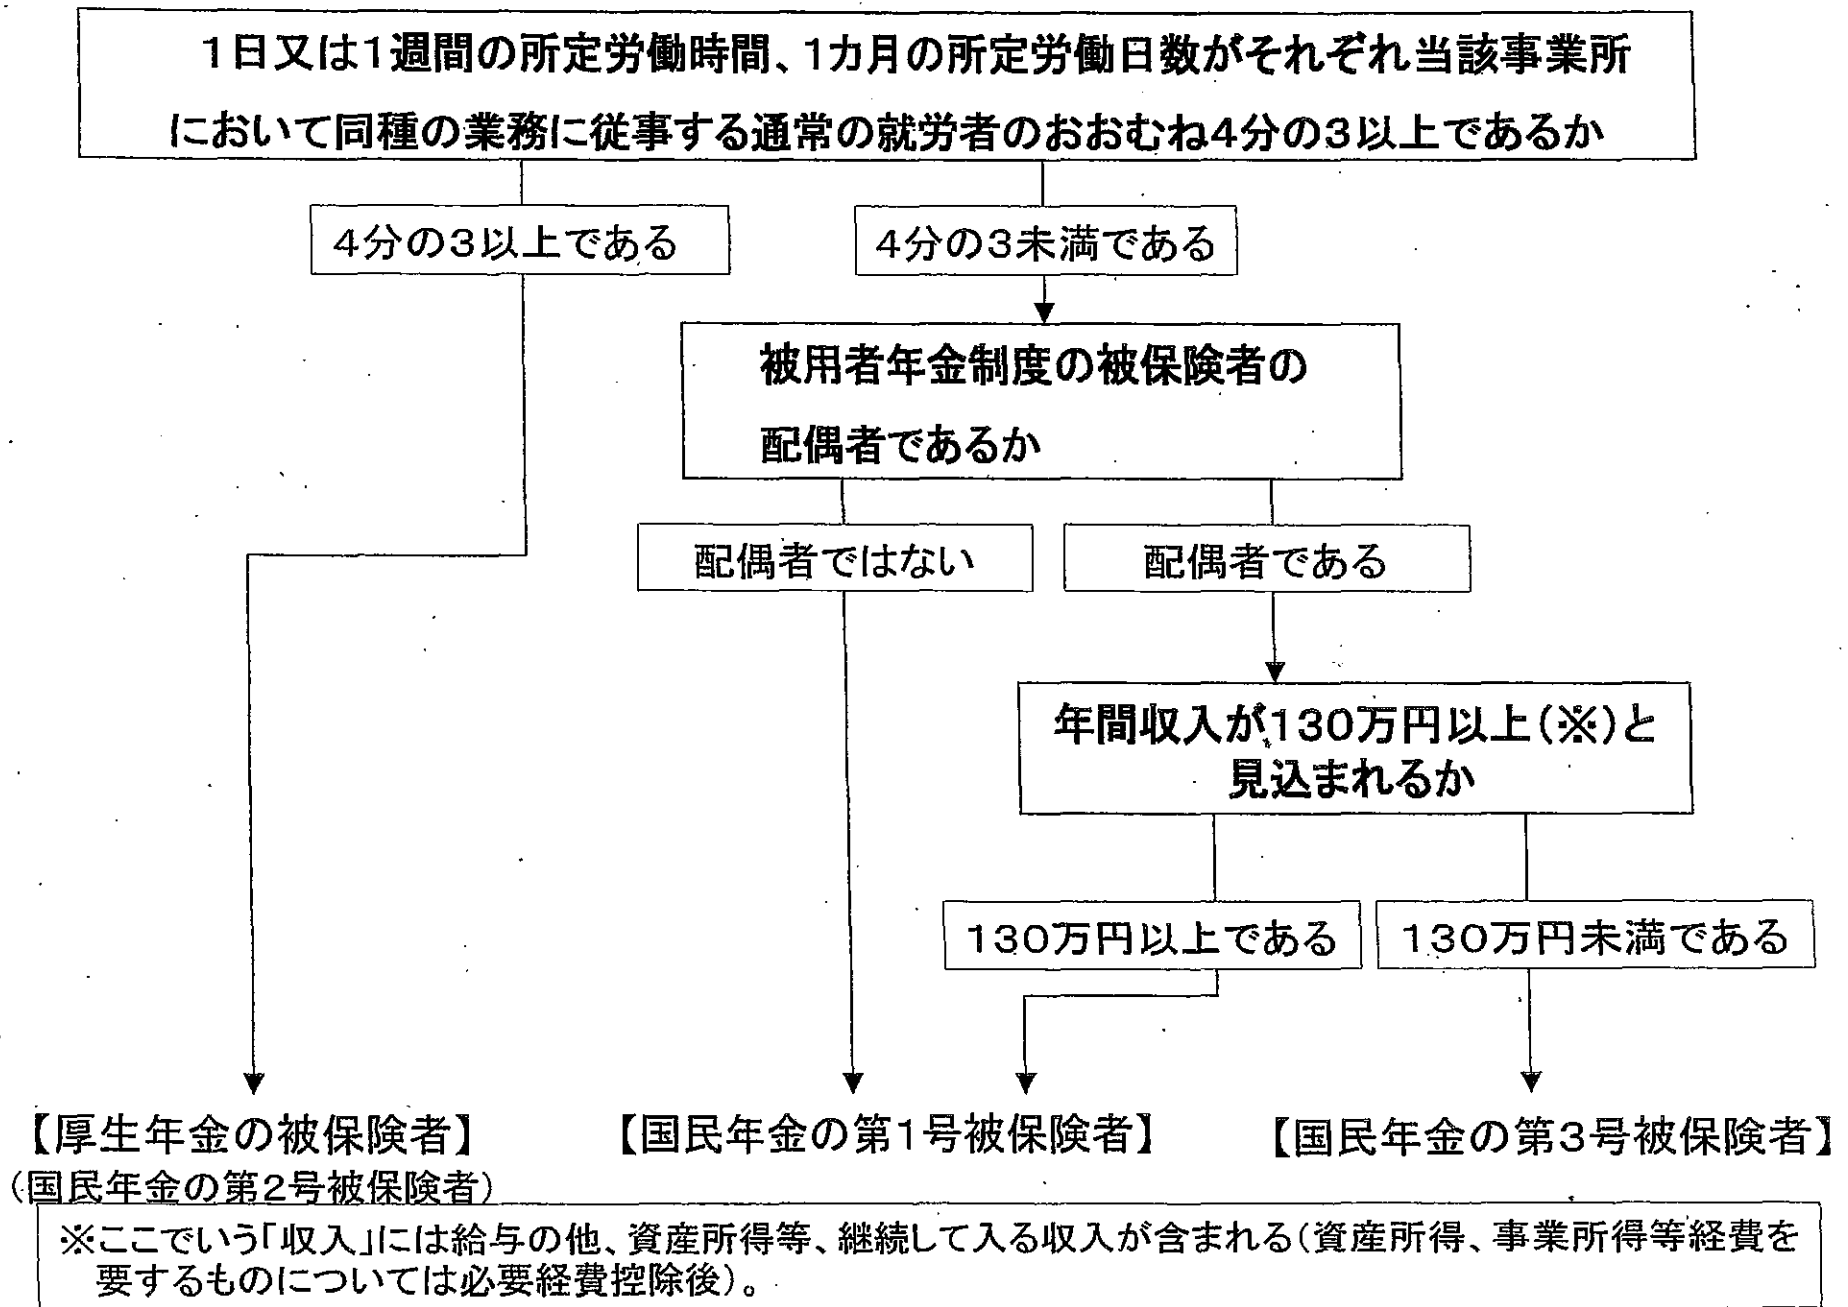 1日又は1週間の所定労働時間、1カ月の所定労働日数がそれぞれ当該事業所
において同種の業務に従事する通常の就労者のおおむね4分の3以上であるか
4分の3以上である
4分の3未満である
被用者年金制度の被保険者の
配偶者であるか
配偶者ではない
配偶者である
年間収入が130万円以上(※)と
見込まれるか
130万円以上である
130万円未満である
【厚生年金の被保険者】
(国民年金の第2号被保険者)
【国民年金の第1号被保険者】
【国民年金の第3号被保険者】
※ここでいう「収入」には給与の他、資産所得等、継続して入る収入が含まれる(資産所得、事業所得等経費を
要するものについては必要経費控除後)。